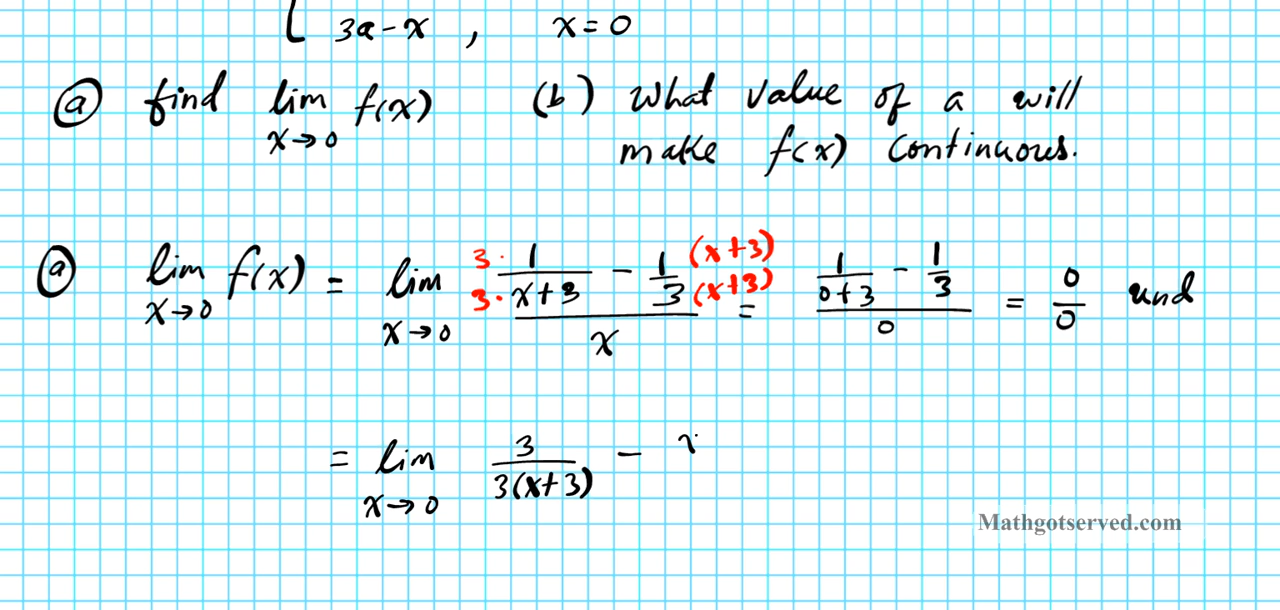 { 3a - x , x = 0
(a) find lim x→0 f(x) (b) What value of a will
make f(x) continuous.
(a) lim x→0 f(x) = lim x→0 (3 · 1 / 3 · x+3 - 1/3 (x+3)/(x+3)) / x = (1/(0+3) - 1/3) / 0 = 0/0 und
= lim x→0 3 / 3(x+3) - x
Mathgotserved.com